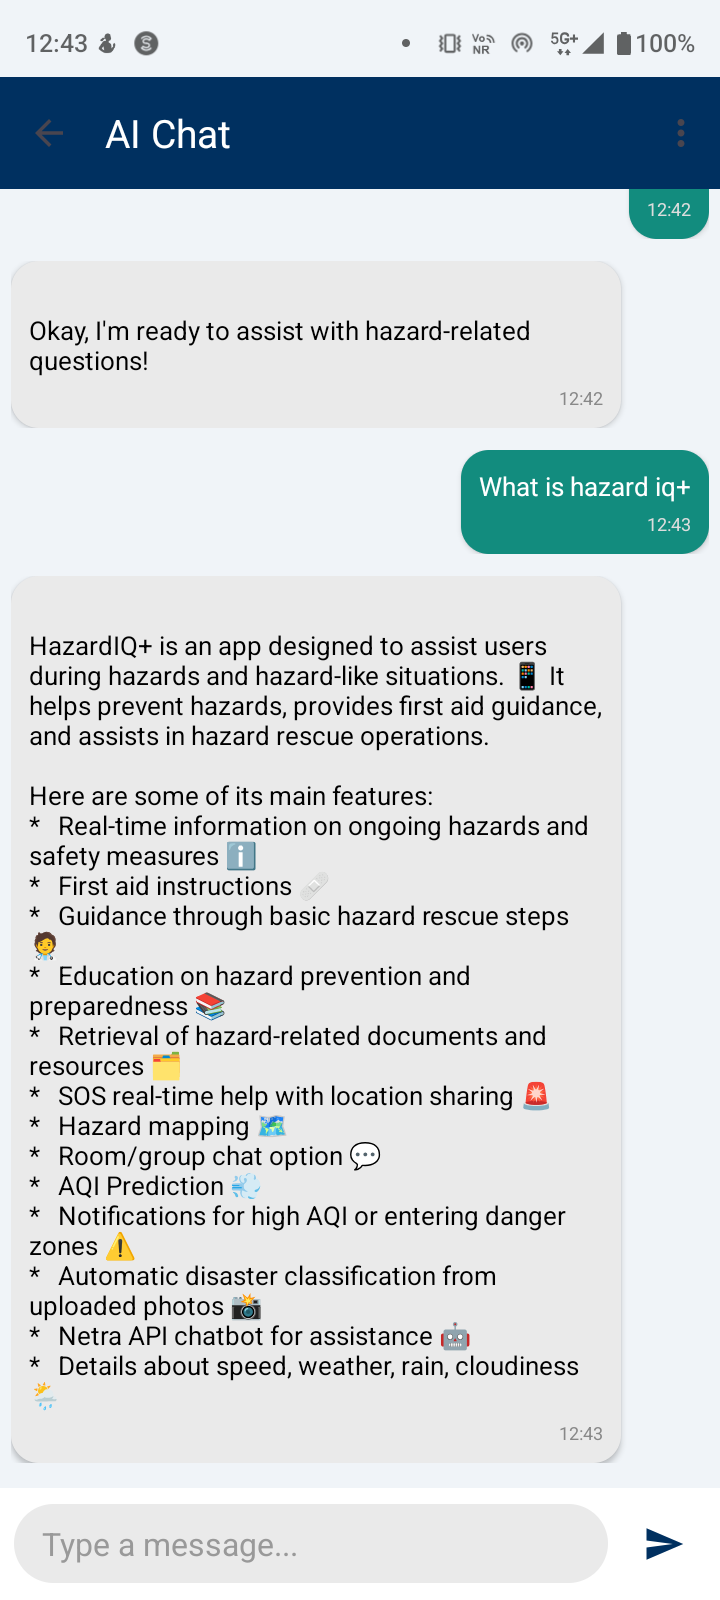 12:43
Vo
NR
5G+
100%
AI Chat
12:42
Okay, I'm ready to assist with hazard-related
questions!
12:42
What is hazard iq+
12:43
HazardIQ+ is an app designed to assist users
during hazards and hazard-like situations. 📱 It
helps prevent hazards, provides first aid guidance,
and assists in hazard rescue operations.
Here are some of its main features:
* Real-time information on ongoing hazards and
safety measures ℹ️
* First aid instructions 🩹
* Guidance through basic hazard rescue steps
🧑‍⚕️
* Education on hazard prevention and
preparedness 📚
* Retrieval of hazard-related documents and
resources 🗂️
* SOS real-time help with location sharing 🚨
* Hazard mapping 🗺️
* Room/group chat option 💬
* AQI Prediction 💨
* Notifications for high AQI or entering danger
zones ⚠️
* Automatic disaster classification from
uploaded photos 📸
* Netra API chatbot for assistance 🤖
* Details about speed, weather, rain, cloudiness
🌦️
12:43
Type a message...